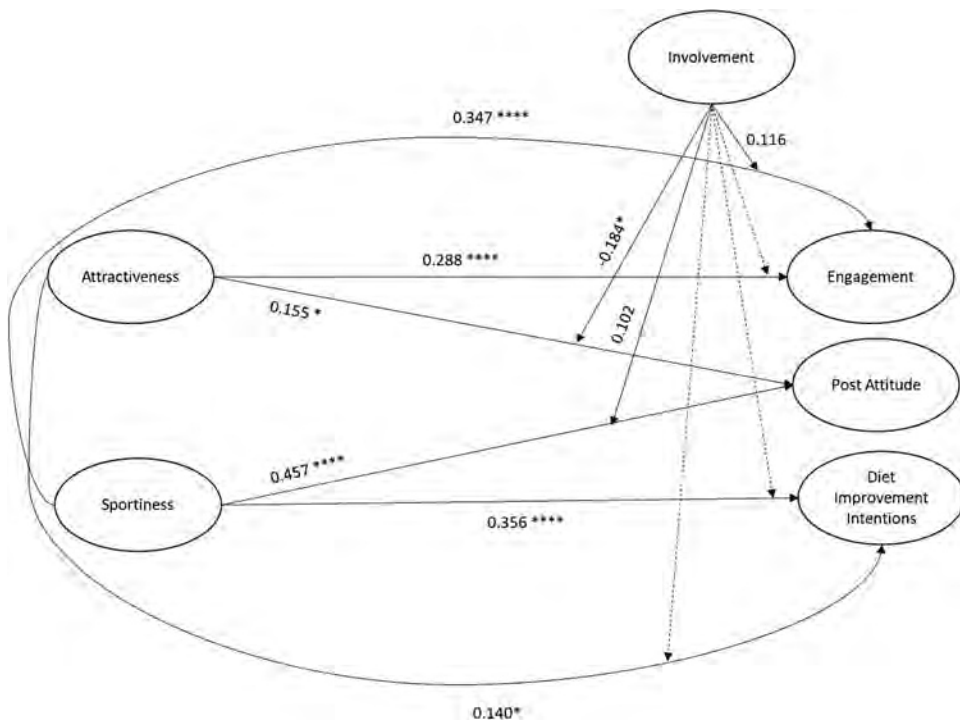 Involvement
0.347 ****
0.116
-0.184*
Attractiveness
0.288 ****
Engagement
0.155 *
0.102
Post Attitude
0.457 ****
Sportiness
0.356 ****
Diet
Improvement
Intentions
0.140*